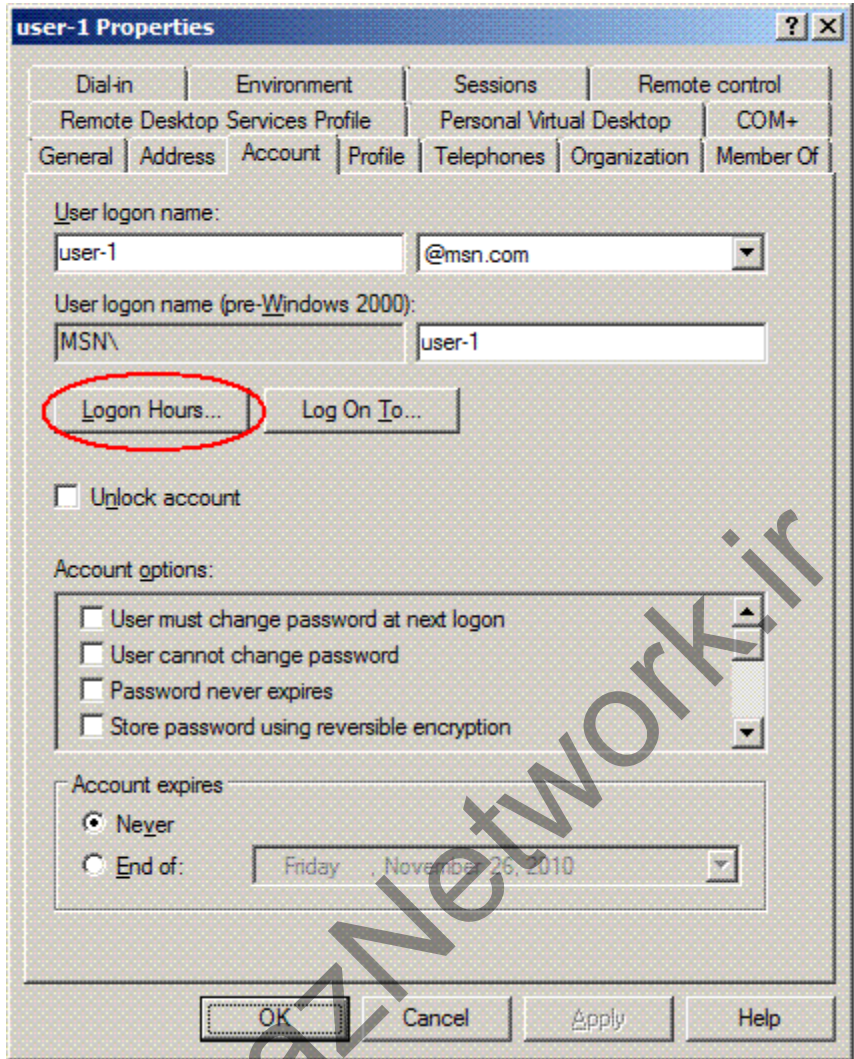 user-1 Properties
Dial-in Environment Sessions Remote control
Remote Desktop Services Profile Personal Virtual Desktop COM+
General Address Account Profile Telephones Organization Member Of
User logon name:
user-1 @msn.com
User logon name (pre-Windows 2000):
MSN\ user-1
Logon Hours... Log On To...
Unlock account
Account options:
User must change password at next logon
User cannot change password
Password never expires
Store password using reversible encryption
Account expires
Never
End of: Friday , November 26, 2010
OK Cancel Apply Help
azNetwork.ir